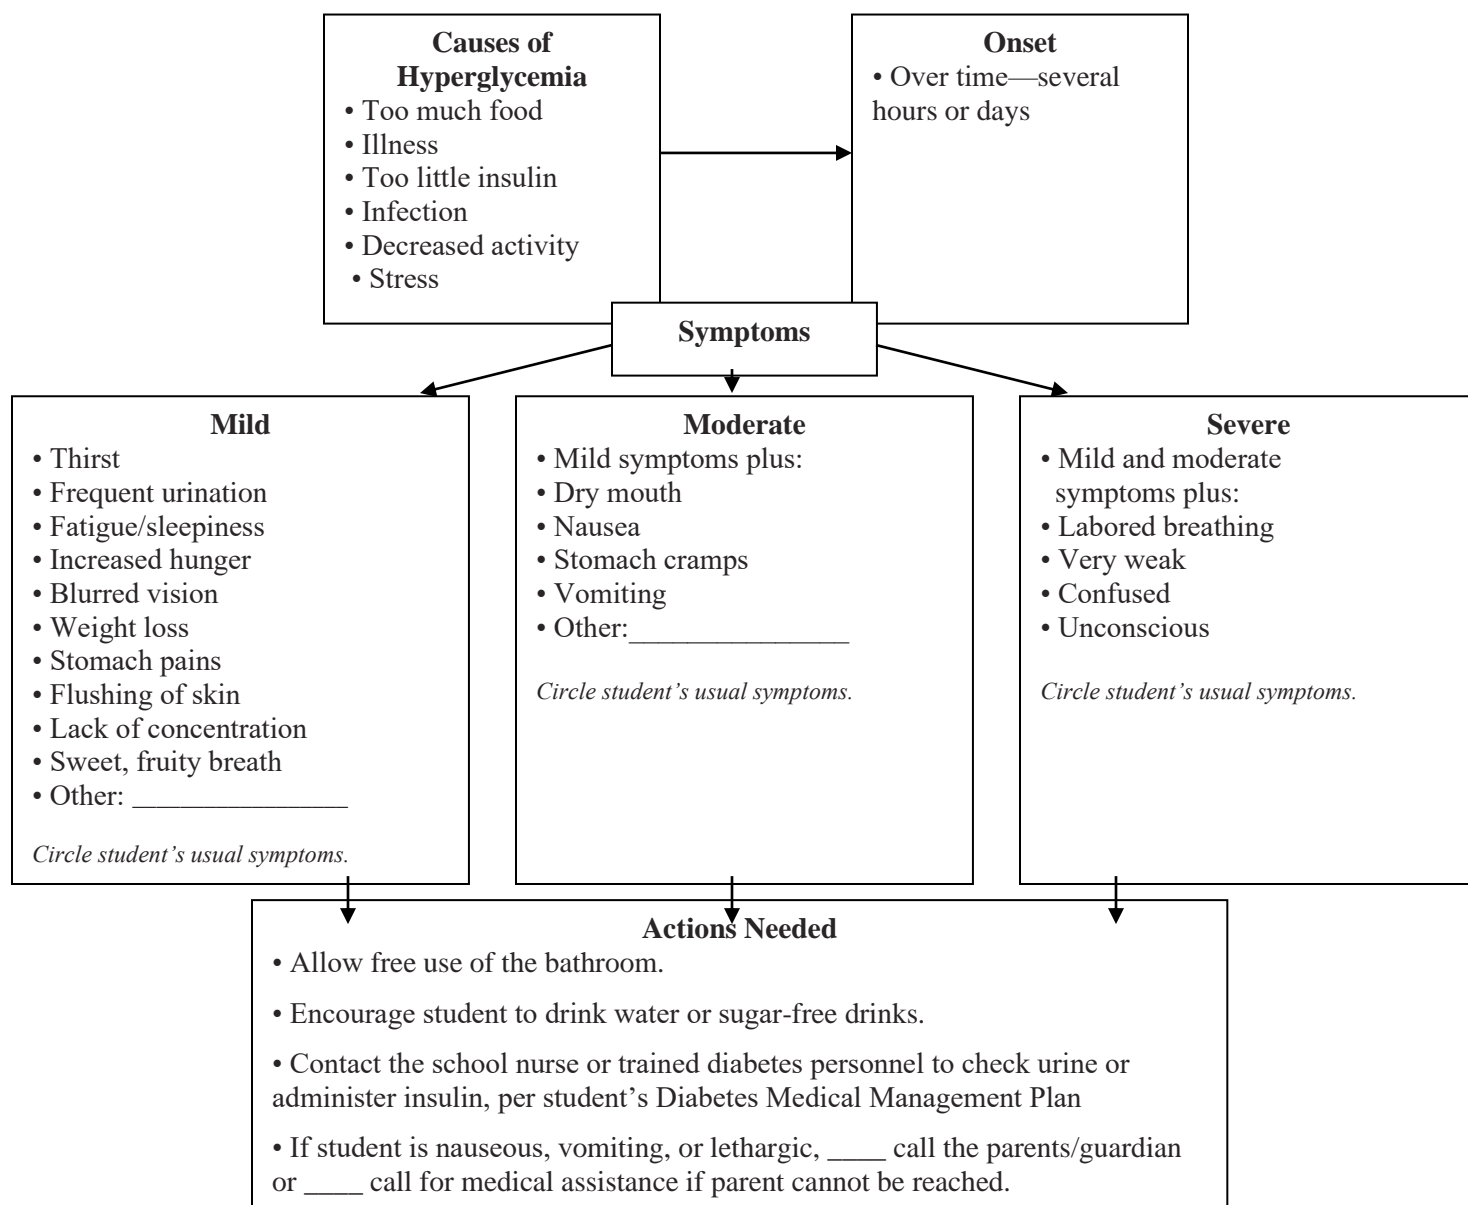 Causes of
Hyperglycemia
• Too much food
• Illness
• Too little insulin
• Infection
• Decreased activity
• Stress
Onset
• Over time—several
hours or days
Symptoms
Mild
• Thirst
• Frequent urination
• Fatigue/sleepiness
• Increased hunger
• Blurred vision
• Weight loss
• Stomach pains
• Flushing of skin
• Lack of concentration
• Sweet, fruity breath
• Other: _______________
Circle student’s usual symptoms.
Moderate
• Mild symptoms plus:
• Dry mouth
• Nausea
• Stomach cramps
• Vomiting
• Other:_______________
Circle student’s usual symptoms.
Severe
• Mild and moderate
symptoms plus:
• Labored breathing
• Very weak
• Confused
• Unconscious
Circle student’s usual symptoms.
Actions Needed
• Allow free use of the bathroom.
• Encourage student to drink water or sugar-free drinks.
• Contact the school nurse or trained diabetes personnel to check urine or
administer insulin, per student’s Diabetes Medical Management Plan
• If student is nauseous, vomiting, or lethargic, ____ call the parents/guardian
or ____ call for medical assistance if parent cannot be reached.